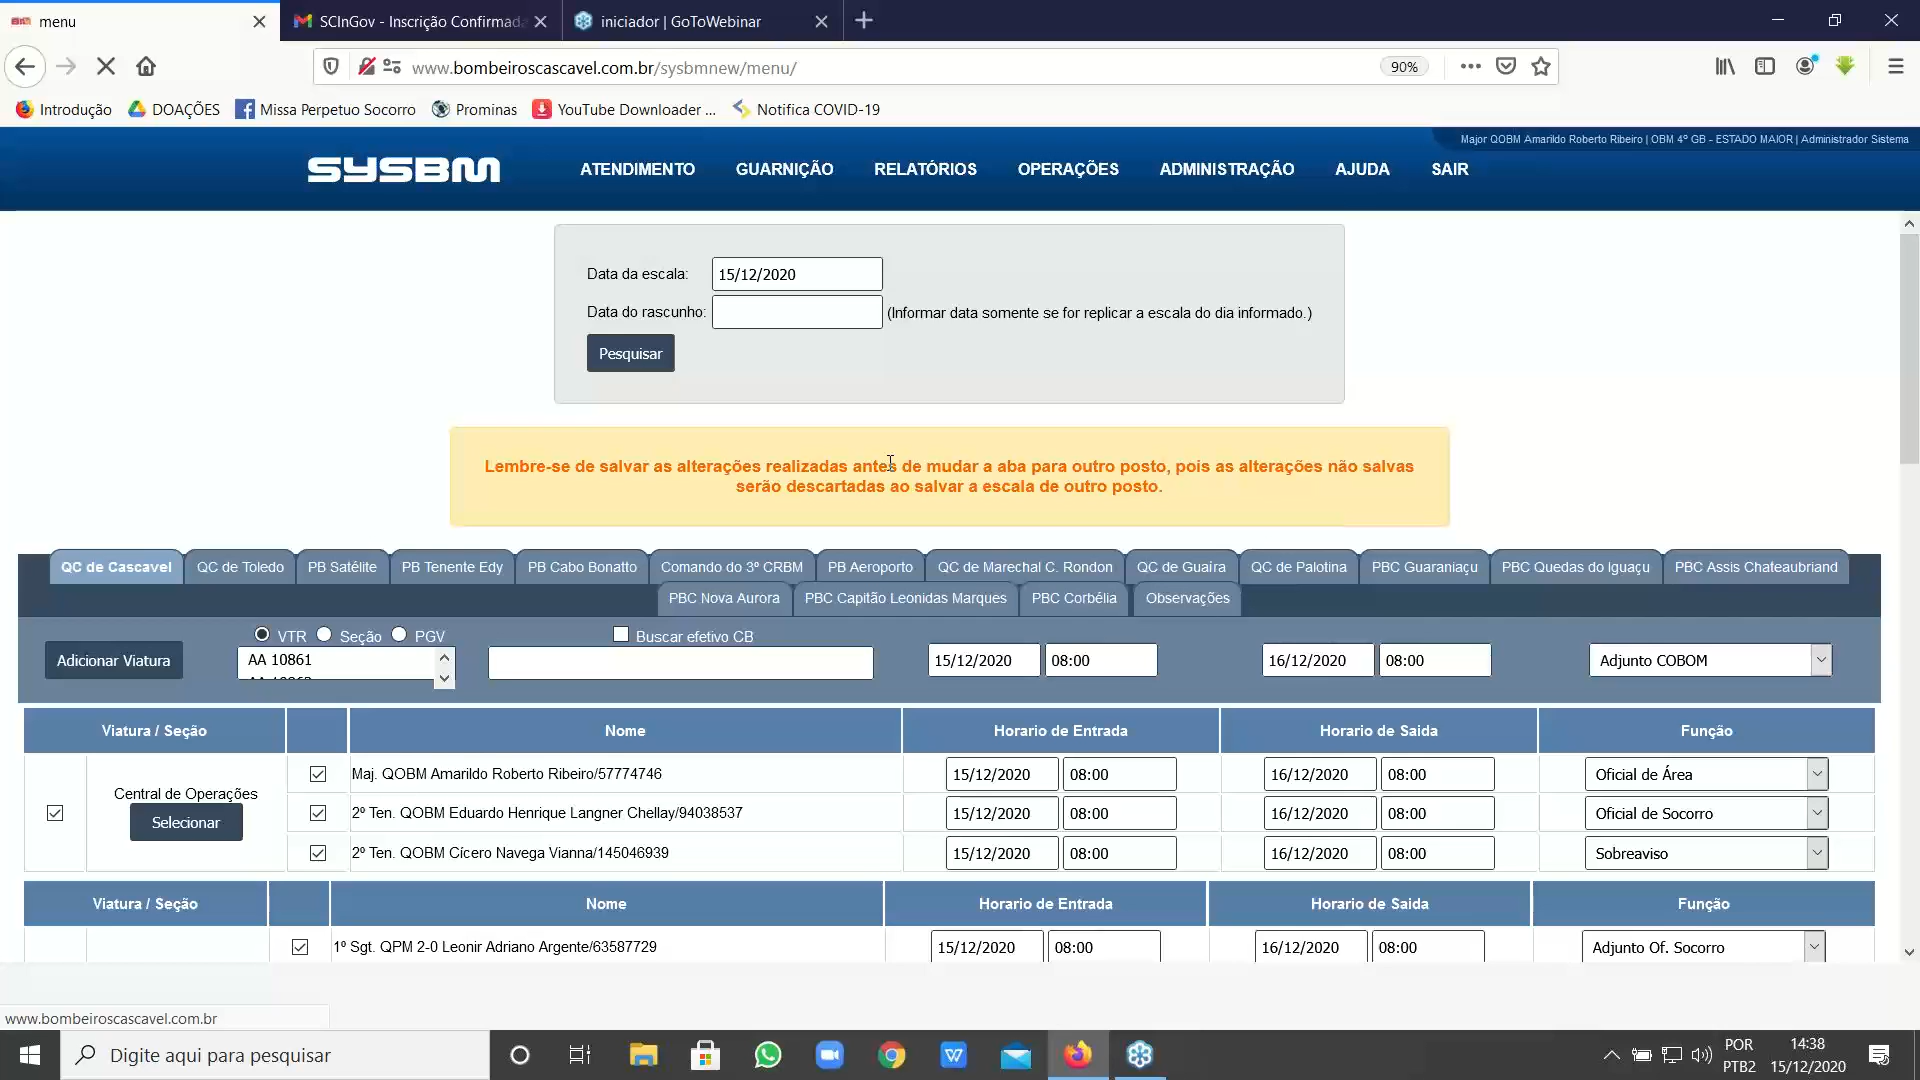 menu
SCInGov - Inscrição Confirmada
iniciador | GoToWebinar
www.bombeiroscascavel.com.br/sysbmnew/menu/
90%
Introdução
DOAÇÕES
Missa Perpetuo Socorro
Prominas
YouTube Downloader ...
Notifica COVID-19
Major QOBM Amarildo Roberto Ribeiro | OBM 4º GB - ESTADO MAIOR | Administrador Sistema
SYSBM
ATENDIMENTO
GUARNIÇÃO
RELATÓRIOS
OPERAÇÕES
ADMINISTRAÇÃO
AJUDA
SAIR
Data da escala: 15/12/2020
Data do rascunho: (Informar data somente se for replicar a escala do dia informado.)
Pesquisar
Lembre-se de salvar as alterações realizadas antes de mudar a aba para outro posto, pois as alterações não salvas
serão descartadas ao salvar a escala de outro posto.
QC de Cascavel
QC de Toledo
PB Satélite
PB Tenente Edy
PB Cabo Bonatto
Comando do 3º CRBM
PB Aeroporto
QC de Marechal C. Rondon
QC de Guaíra
QC de Palotina
PBC Guaraniaçu
PBC Quedas do Iguaçu
PBC Assis Chateaubriand
PBC Nova Aurora
PBC Capitão Leonidas Marques
PBC Corbélia
Observações
Adicionar Viatura
VTR Seção PGV
AA 10861
Buscar efetivo CB
15/12/2020 08:00
16/12/2020 08:00
Adjunto COBOM
Viatura / Seção
Nome
Horario de Entrada
Horario de Saida
Função
Central de Operações
Selecionar
Maj. QOBM Amarildo Roberto Ribeiro/57774746 15/12/2020 08:00 16/12/2020 08:00 Oficial de Área
2º Ten. QOBM Eduardo Henrique Langner Chellay/94038537 15/12/2020 08:00 16/12/2020 08:00 Oficial de Socorro
2º Ten. QOBM Cícero Navega Vianna/145046939 15/12/2020 08:00 16/12/2020 08:00 Sobreaviso
Viatura / Seção
Nome
Horario de Entrada
Horario de Saida
Função
1º Sgt. QPM 2-0 Leonir Adriano Argente/63587729 15/12/2020 08:00 16/12/2020 08:00 Adjunto Of. Socorro
www.bombeiroscascavel.com.br
Digite aqui para pesquisar
POR
PTB2
14:38
15/12/2020